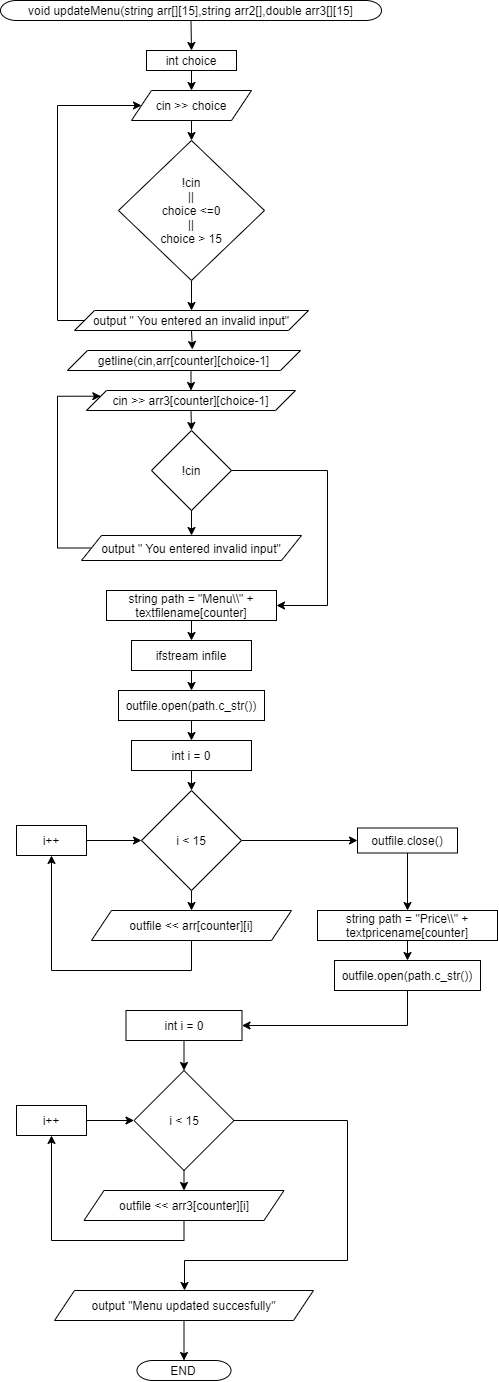 void updateMenu(string arr[][15],string arr2[],double arr3[][15]
int choice
cin >> choice
!cin
||
choice <=0
||
choice > 15
output " You entered an invalid input"
getline(cin,arr[counter][choice-1]
cin >> arr3[counter][choice-1]
!cin
output " You entered invalid input"
string path = "Menu\\" +
textfilename[counter]
ifstream infile
outfile.open(path.c_str())
int i = 0
i++
i < 15
outfile.close()
outfile << arr[counter][i]
string path = "Price\\" +
textpricename[counter]
outfile.open(path.c_str())
int i = 0
i++
i < 15
outfile << arr3[counter][i]
output "Menu updated succesfully"
END